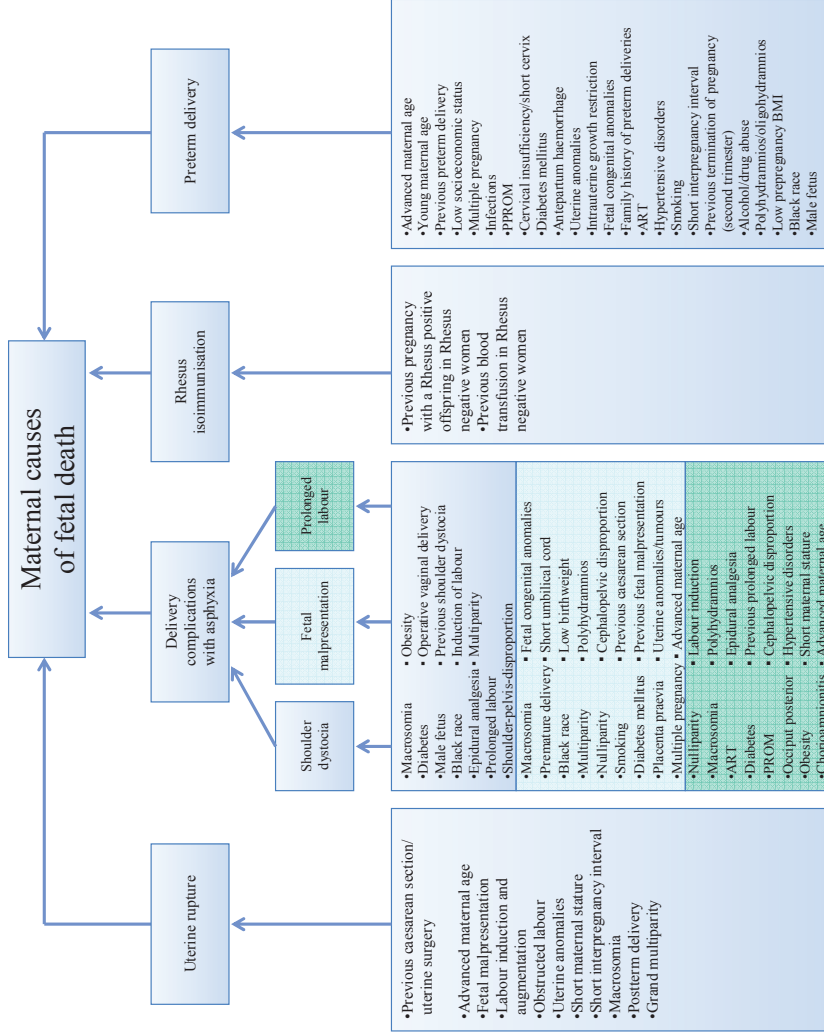 Maternal causes
of fetal death
Uterine rupture
Delivery
complications
with asphyxia
Rhesus
isoimmunisation
Preterm delivery
Shoulder
dystocia
Fetal
malpresentation
Prolonged
labour
•Previous caesarean section/
uterine surgery
•Advanced maternal age
•Fetal malpresentation
•Labour induction and
augmentation
•Obstructed labour
•Uterine anomalies
•Short maternal stature
•Short interpregnancy interval
•Macrosomia
•Postterm delivery
•Grand multiparity
•Macrosomia ▪ Obesity
•Diabetes ▪ Operative vaginal delivery
•Male fetus ▪ Previous shoulder dystocia
•Black race ▪ Induction of labour
•Epidural analgesia ▪ Multiparity
•Prolonged labour
•Shoulder-pelvis-disproportion
•Macrosomia ▪ Fetal congenital anomalies
•Premature delivery ▪ Short umbilical cord
•Black race ▪ Low birthweight
•Multiparity ▪ Polyhydramnios
•Nulliparity ▪ Cephalopelvic disproportion
•Smoking ▪ Previous caesarean section
•Diabetes mellitus ▪ Previous fetal malpresentation
•Placenta praevia ▪ Uterine anomalies/tumours
•Multiple pregnancy ▪ Advanced maternal age
•Nulliparity ▪ Labour induction
•Macrosomia ▪ Polyhydramnios
•ART ▪ Epidural analgesia
•Diabetes ▪ Previous prolonged labour
•PROM ▪ Cephalopelvic disproportion
•Occiput posterior ▪ Hypertensive disorders
•Obesity ▪ Short maternal stature
•Chorioamnionitis ▪ Advanced maternal age
•Previous pregnancy
with a Rhesus positive
offspring in Rhesus
negative women
•Previous blood
transfusion in Rhesus
negative women
•Advanced maternal age
•Young maternal age
•Previous preterm delivery
•Low socioeconomic status
•Multiple pregnancy
•Infections
•PPROM
•Cervical insufficiency/short cervix
•Diabetes mellitus
•Antepartum haemorrhage
•Uterine anomalies
•Intrauterine growth restriction
•Fetal congenital anomalies
•Family history of preterm deliveries
•ART
•Hypertensive disorders
•Smoking
•Short interpregnancy interval
•Previous termination of pregnancy
(second trimester)
•Alcohol/drug abuse
•Polyhydramnios/oligohydramnios
•Low prepregnancy BMI
•Black race
•Male fetus